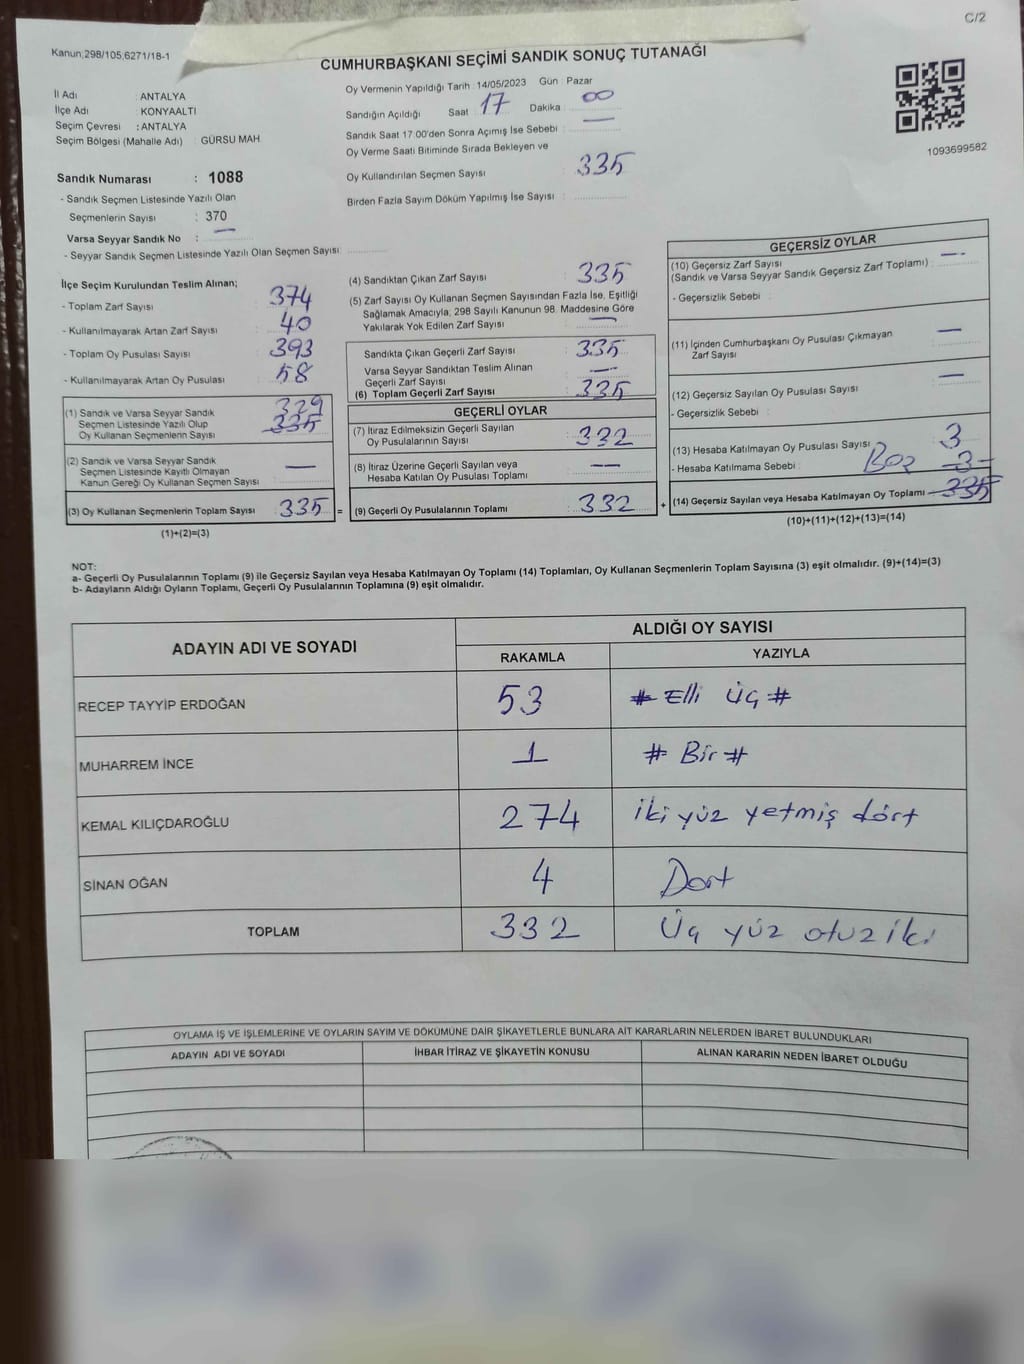 C/2
Kanun;298/105;6271/18-1
CUMHURBAŞKANI SEÇİMİ SANDIK SONUÇ TUTANAĞI
İl Adı : ANTALYA
İlçe Adı : KONYAALTI
Seçim Çevresi : ANTALYA
Seçim Bölgesi (Mahalle Adı) : GÜRSU MAH.
Oy Vermenin Yapıldığı Tarih : 14/05/2023 Gün : Pazar
Sandığın Açıldığı Saat 17 Dakika : 00
Sandık Saat 17:00'den Sonra Açımış İse Sebebi : —
Oy Verme Saati Bitiminde Sırada Bekleyen ve
Oy Kullandırılan Seçmen Sayısı : 335
Birden Fazla Sayım Döküm Yapılmış İse Sayısı :
1093699582
Sandık Numarası : 1088
- Sandık Seçmen Listesinde Yazılı Olan
Seçmenlerin Sayısı : 370
Varsa Seyyar Sandık No : —
- Seyyar Sandık Seçmen Listesinde Yazılı Olan Seçmen Sayısı:
İlçe Seçim Kurulundan Teslim Alınan;
- Toplam Zarf Sayısı : 374
- Kullanılmayarak Artan Zarf Sayısı : 40
- Toplam Oy Pusulası Sayısı : 393
- Kullanılmayarak Artan Oy Pusulası : 58
(1) Sandık ve Varsa Seyyar Sandık
Seçmen Listesinde Yazılı Olup
Oy Kullanan Seçmenlerin Sayısı
335
(2) Sandık ve Varsa Seyyar Sandık
Seçmen Listesinde Kayıtlı Olmayan
Kanun Gereği Oy Kullanan Seçmen Sayısı —
(3) Oy Kullanan Seçmenlerin Toplam Sayısı 335 =
(1)+(2)=(3)
(4) Sandıktan Çıkan Zarf Sayısı : 335
(5) Zarf Sayısı Oy Kullanan Seçmen Sayısından Fazla İse, Eşitliği
Sağlamak Amacıyla, 298 Sayılı Kanunun 98. Maddesine Göre
Yakılarak Yok Edilen Zarf Sayısı : —
Sandıkta Çıkan Geçerli Zarf Sayısı : 335
Varsa Seyyar Sandıktan Teslim Alınan
Geçerli Zarf Sayısı : —
(6) Toplam Geçerli Zarf Sayısı : 335
GEÇERLİ OYLAR
(7) İtiraz Edilmeksizin Geçerli Sayılan
Oy Pusulalarının Sayısı : 332
(8) İtiraz Üzerine Geçerli Sayılan veya
Hesaba Katılan Oy Pusulası Toplamı : —
(9) Geçerli Oy Pusulalarının Toplamı : 332 +
GEÇERSİZ OYLAR
(10) Geçersiz Zarf Sayısı
(Sandık ve Varsa Seyyar Sandık Geçersiz Zarf Toplamı) : —
- Geçersizlik Sebebi :
(11) İçinden Cumhurbaşkanı Oy Pusulası Çıkmayan
Zarf Sayısı : —
(12) Geçersiz Sayılan Oy Pusulası Sayısı : —
- Geçersizlik Sebebi :
(13) Hesaba Katılmayan Oy Pusulası Sayısı : 3
- Hesaba Katılmama Sebebi : Boz -3-
(14) Geçersiz Sayılan veya Hesaba Katılmayan Oy Toplamı 335
(10)+(11)+(12)+(13)=(14)
NOT:
a- Geçerli Oy Pusulalarının Toplamı (9) ile Geçersiz Sayılan veya Hesaba Katılmayan Oy Toplamı (14) Toplamları, Oy Kullanan Seçmenlerin Toplam Sayısına (3) eşit olmalıdır. (9)+(14)=(3)
b- Adayların Aldığı Oyların Toplamı, Geçerli Oy Pusulalarının Toplamına (9) eşit olmalıdır.
ADAYIN ADI VE SOYADI ALDIĞI OY SAYISI
RAKAMLA YAZIYLA
RECEP TAYYİP ERDOĞAN 53 # Elli Üç #
MUHARREM İNCE 1 # Bir #
KEMAL KILIÇDAROĞLU 274 iki yüz yetmiş dört
SİNAN OĞAN 4 Dört
TOPLAM 332 Üç yüz otuz iki
OYLAMA İŞ VE İŞLEMLERİNE VE OYLARIN SAYIM VE DÖKÜMÜNE DAİR ŞİKAYETLERLE BUNLARA AİT KARARLARIN NELERDEN İBARET BULUNDUKLARI
ADAYIN ADI VE SOYADI İHBAR İTİRAZ VE ŞİKAYETİN KONUSU ALINAN KARARIN NEDEN İBARET OLDUĞU